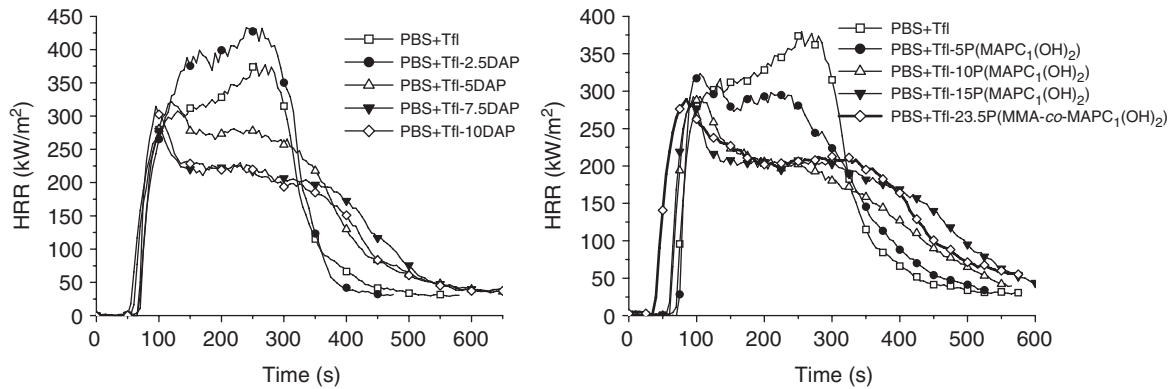 450
400
350
300
250
200
150
100
50
0
HRR (kW/m²)
0 100 200 300 400 500 600
Time (s)
PBS+Tfl
PBS+Tfl-2.5DAP
PBS+Tfl-5DAP
PBS+Tfl-7.5DAP
PBS+Tfl-10DAP
400
350
300
250
200
150
100
50
0
HRR (kW/m²)
0 100 200 300 400 500 600
Time (s)
PBS+Tfl
PBS+Tfl-5P(MAPC₁(OH)₂)
PBS+Tfl-10P(MAPC₁(OH)₂)
PBS+Tfl-15P(MAPC₁(OH)₂)
PBS+Tfl-23.5P(MMA-co-MAPC₁(OH)₂)